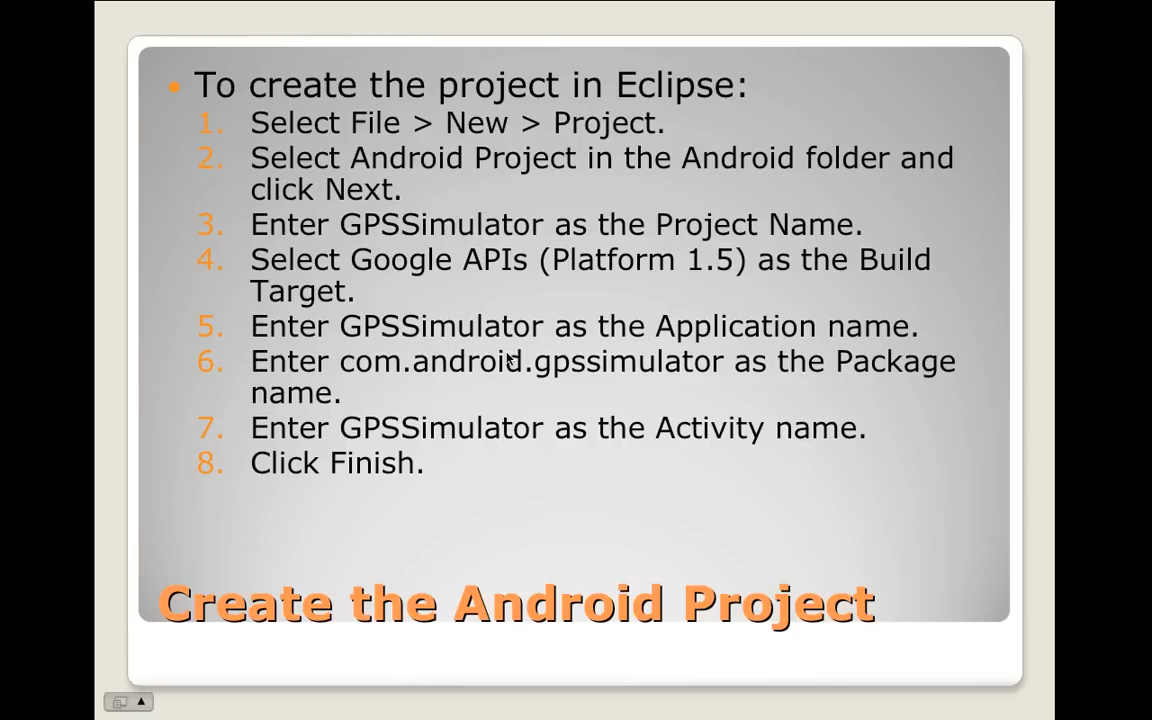 To create the project in Eclipse:
1. Select File > New > Project.
2. Select Android Project in the Android folder and
click Next.
3. Enter GPSSimulator as the Project Name.
4. Select Google APIs (Platform 1.5) as the Build
Target.
5. Enter GPSSimulator as the Application name.
6. Enter com.android.gpssimulator as the Package
name.
7. Enter GPSSimulator as the Activity name.
8. Click Finish.
Create the Android Project